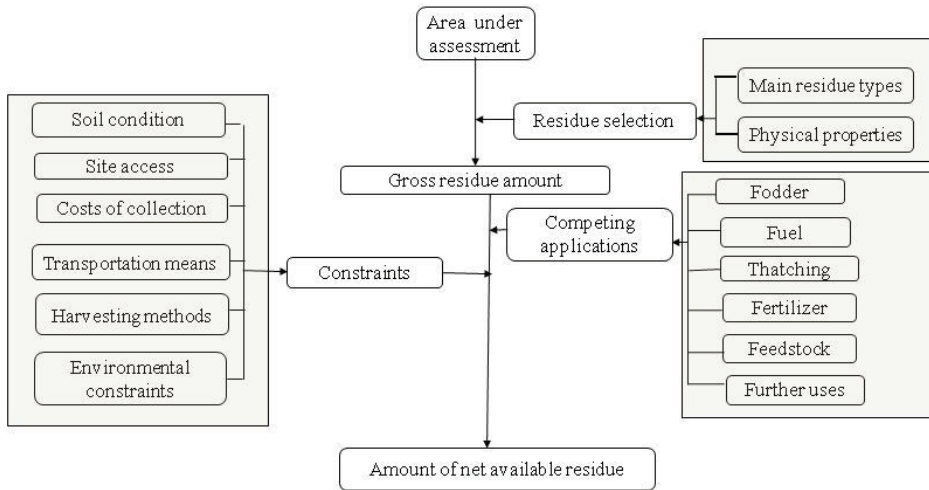 Area under
assessment
Main residue types
Residue selection
Physical properties
Soil condition
Site access
Costs of collection
Transportation means
Harvesting methods
Environmental
constraints
Constraints
Gross residue amount
Competing
applications
Fodder
Fuel
Thatching
Fertilizer
Feedstock
Further uses
Amount of net available residue